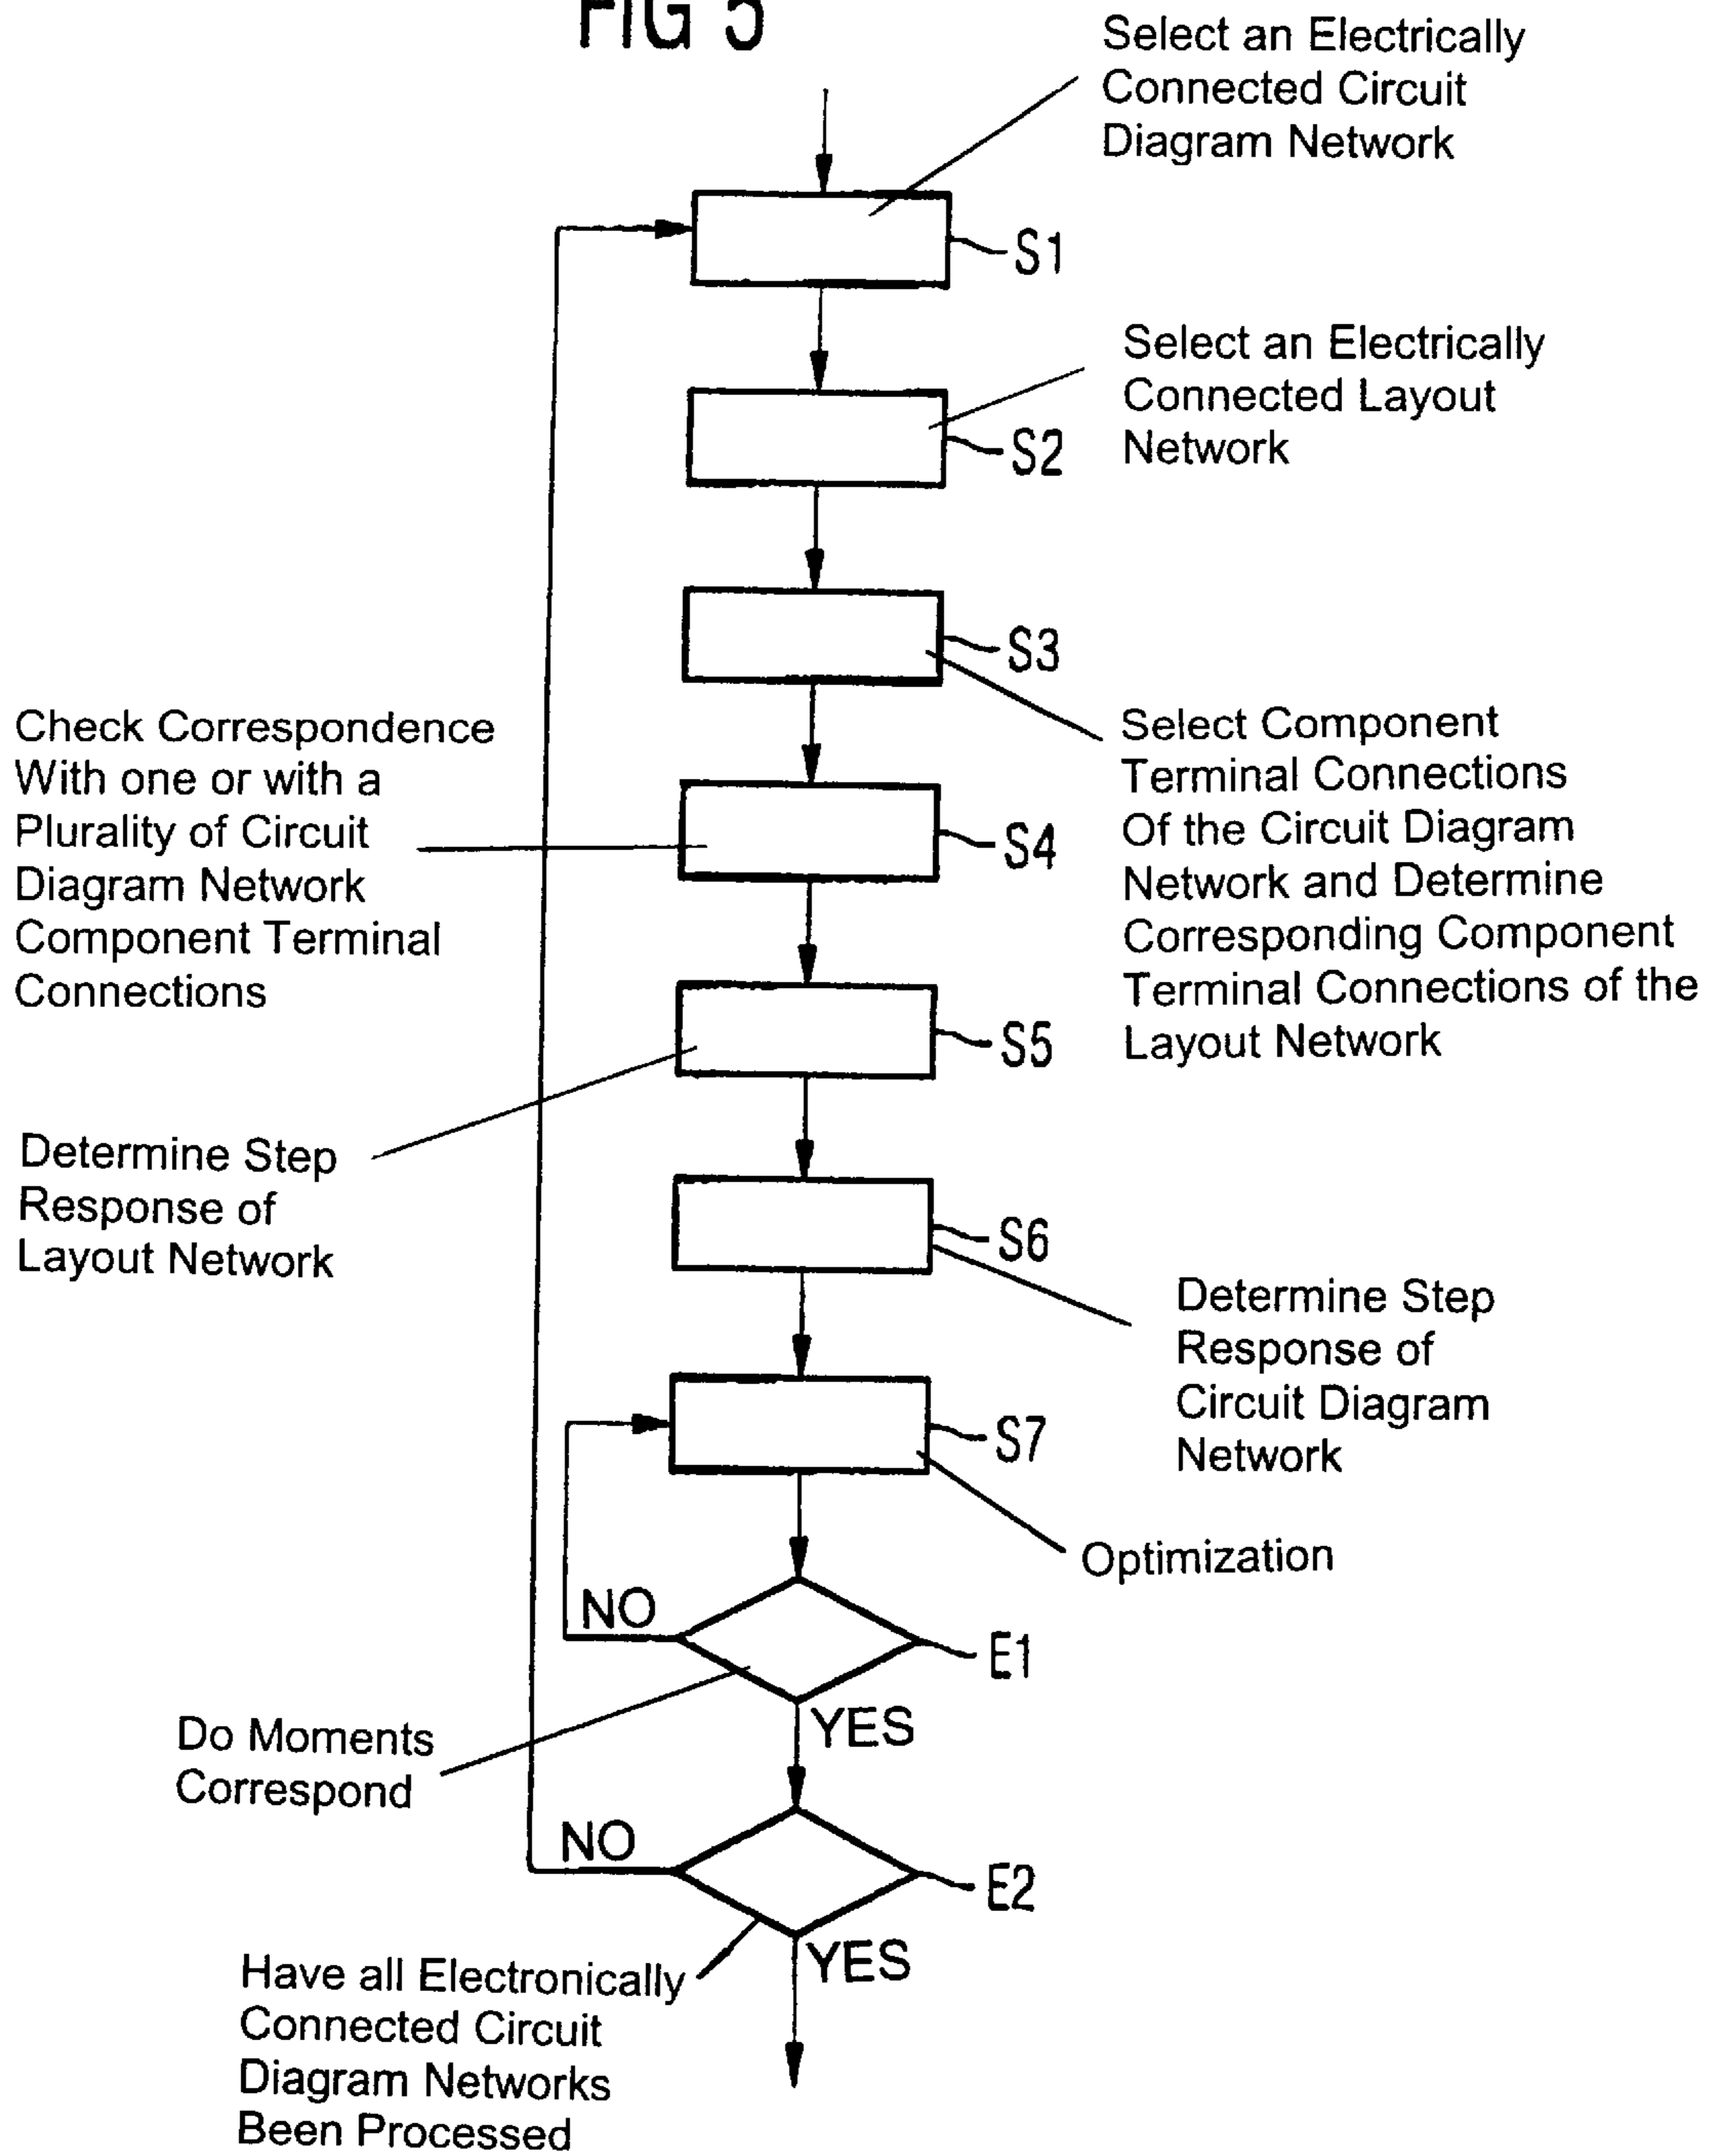 FIG 5
Select an Electrically
Connected Circuit
Diagram Network
S1
Select an Electrically
Connected Layout
Network
S2
S3
Select Component
Terminal Connections
Of the Circuit Diagram
Network and Determine
Corresponding Component
Terminal Connections of the
Layout Network
Check Correspondence
With one or with a
Plurality of Circuit
Diagram Network
Component Terminal
Connections
S4
S5
Determine Step
Response of
Layout Network
S6
Determine Step
Response of
Circuit Diagram
Network
S7
Optimization
NO
E1
YES
Do Moments
Correspond
NO
E2
YES
Have all Electronically
Connected Circuit
Diagram Networks
Been Processed